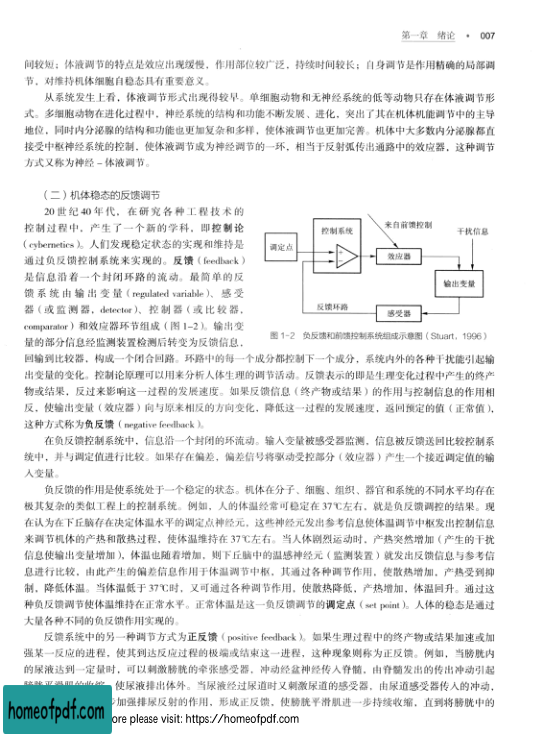 第一章 绪论 • 007
间较短；体液调节的特点是效应出现缓慢，作用部位较广泛，持续时间较长；自身调节是作用精确的局部调
节，对维持机体细胞自稳态具有重要意义。
从系统发生上看，体液调节形式出现得较早。单细胞动物和无神经系统的低等动物只存在体液调节形
式。多细胞动物在进化过程中，神经系统的结构和功能不断发展、进化，突出了其在机体机能调节中的主导
地位，同时内分泌腺的结构和功能也更加复杂和多样，使体液调节也更加完善。机体中大多数内分泌腺都直
接受中枢神经系统的控制，使体液调节成为神经调节的一环，相当于反射弧传出通路中的效应器，这种调节
方式又称为神经－体液调节。
（二）机体稳态的反馈调节
20 世纪 40 年代，在研究各种工程技术的
控制过程中，产生了一个新的学科，即控制论
（cybernetics）。人们发现稳定状态的实现和维持是
通过负反馈控制系统来实现的。反馈（feedback）
是信息沿着一个封闭环路的流动。最简单的反
馈系统由输出变量（regulated variable）、感受
器（或监测器，detector）、控制器（或比较器，
comparator）和效应器环节组成（图 1-2）。输出变
量的部分信息经监测装置检测后转变为反馈信息，
控制系统
来自前馈控制
干扰信息
调定点
+
−
效应器
输出变量
反馈环路
感受器
图 1-2 负反馈和前馈控制系统组成示意图（Stuart，1996）
回输到比较器，构成一个闭合回路。环路中的每一个成分都控制下一个成分，系统内外的各种干扰能引起输
出变量的变化。控制论原理可以用来分析人体生理的调节活动。反馈表示的即是生理变化过程中产生的终产
物或结果，反过来影响这一过程的发展速度。如果反馈信息（终产物或结果）的作用与控制信息的作用相
反，使输出变量（效应器）向与原来相反的方向变化，降低这一过程的发展速度，返回预定的值（正常值），
这种方式称为负反馈（negative feedback）。
在负反馈控制系统中，信息沿一个封闭的环流动。输入变量被感受器监测，信息被反馈送回比较控制系
统中，并与调定值进行比较。如果存在偏差，偏差信号将驱动受控部分（效应器）产生一个接近调定值的输
入变量。
负反馈的作用是使系统处于一个稳定的状态。机体在分子、细胞、组织、器官和系统的不同水平均存在
极其复杂的类似工程上的控制系统。例如，人的体温经常可稳定在 37℃左右，就是负反馈调控的结果。现
在认为在下丘脑存在决定体温水平的调定点神经元，这些神经元发出参考信息使体温调节中枢发出控制信息
来调节机体的产热和散热过程，使体温维持在 37℃左右。当人体剧烈运动时，产热突然增加（产生的干扰
信息使输出变量增加），体温也随着增加，则下丘脑中的温感神经元（监测装置）就发出反馈信息与参考信
息进行比较，由此产生的偏差信息作用于体温调节中枢，其通过各种调节作用，使散热增加，产热受到抑
制，降低体温。当体温低于 37℃时，又可通过各种调节作用，使散热降低，产热增加，体温回升。通过这
种负反馈调节使体温维持在正常水平。正常体温是这一负反馈调节的调定点（set point）。人体的稳态是通过
大量各种不同的负反馈作用实现的。
反馈系统中的另一种调节方式为正反馈（positive feedback）。如果生理过程中的终产物或结果加速或加
强某一反应的进程，使其到达反应过程的极端或结束这一进程，这种现象则称为正反馈。例如，当膀胱内
的尿液达到一定量时，可以刺激膀胱的牵张感受器，冲动经盆神经传入脊髓，由脊髓发出的传出冲动引起
使尿液排出体外。当尿液经过尿道时又刺激尿道的感受器，由尿道感受器传入的冲动，
加强排尿反射的作用，形成正反馈，使膀胱平滑肌进一步持续收缩，直到将膀胱中的
homeofpdf.com
ore please visit: https://homeofpdf.com